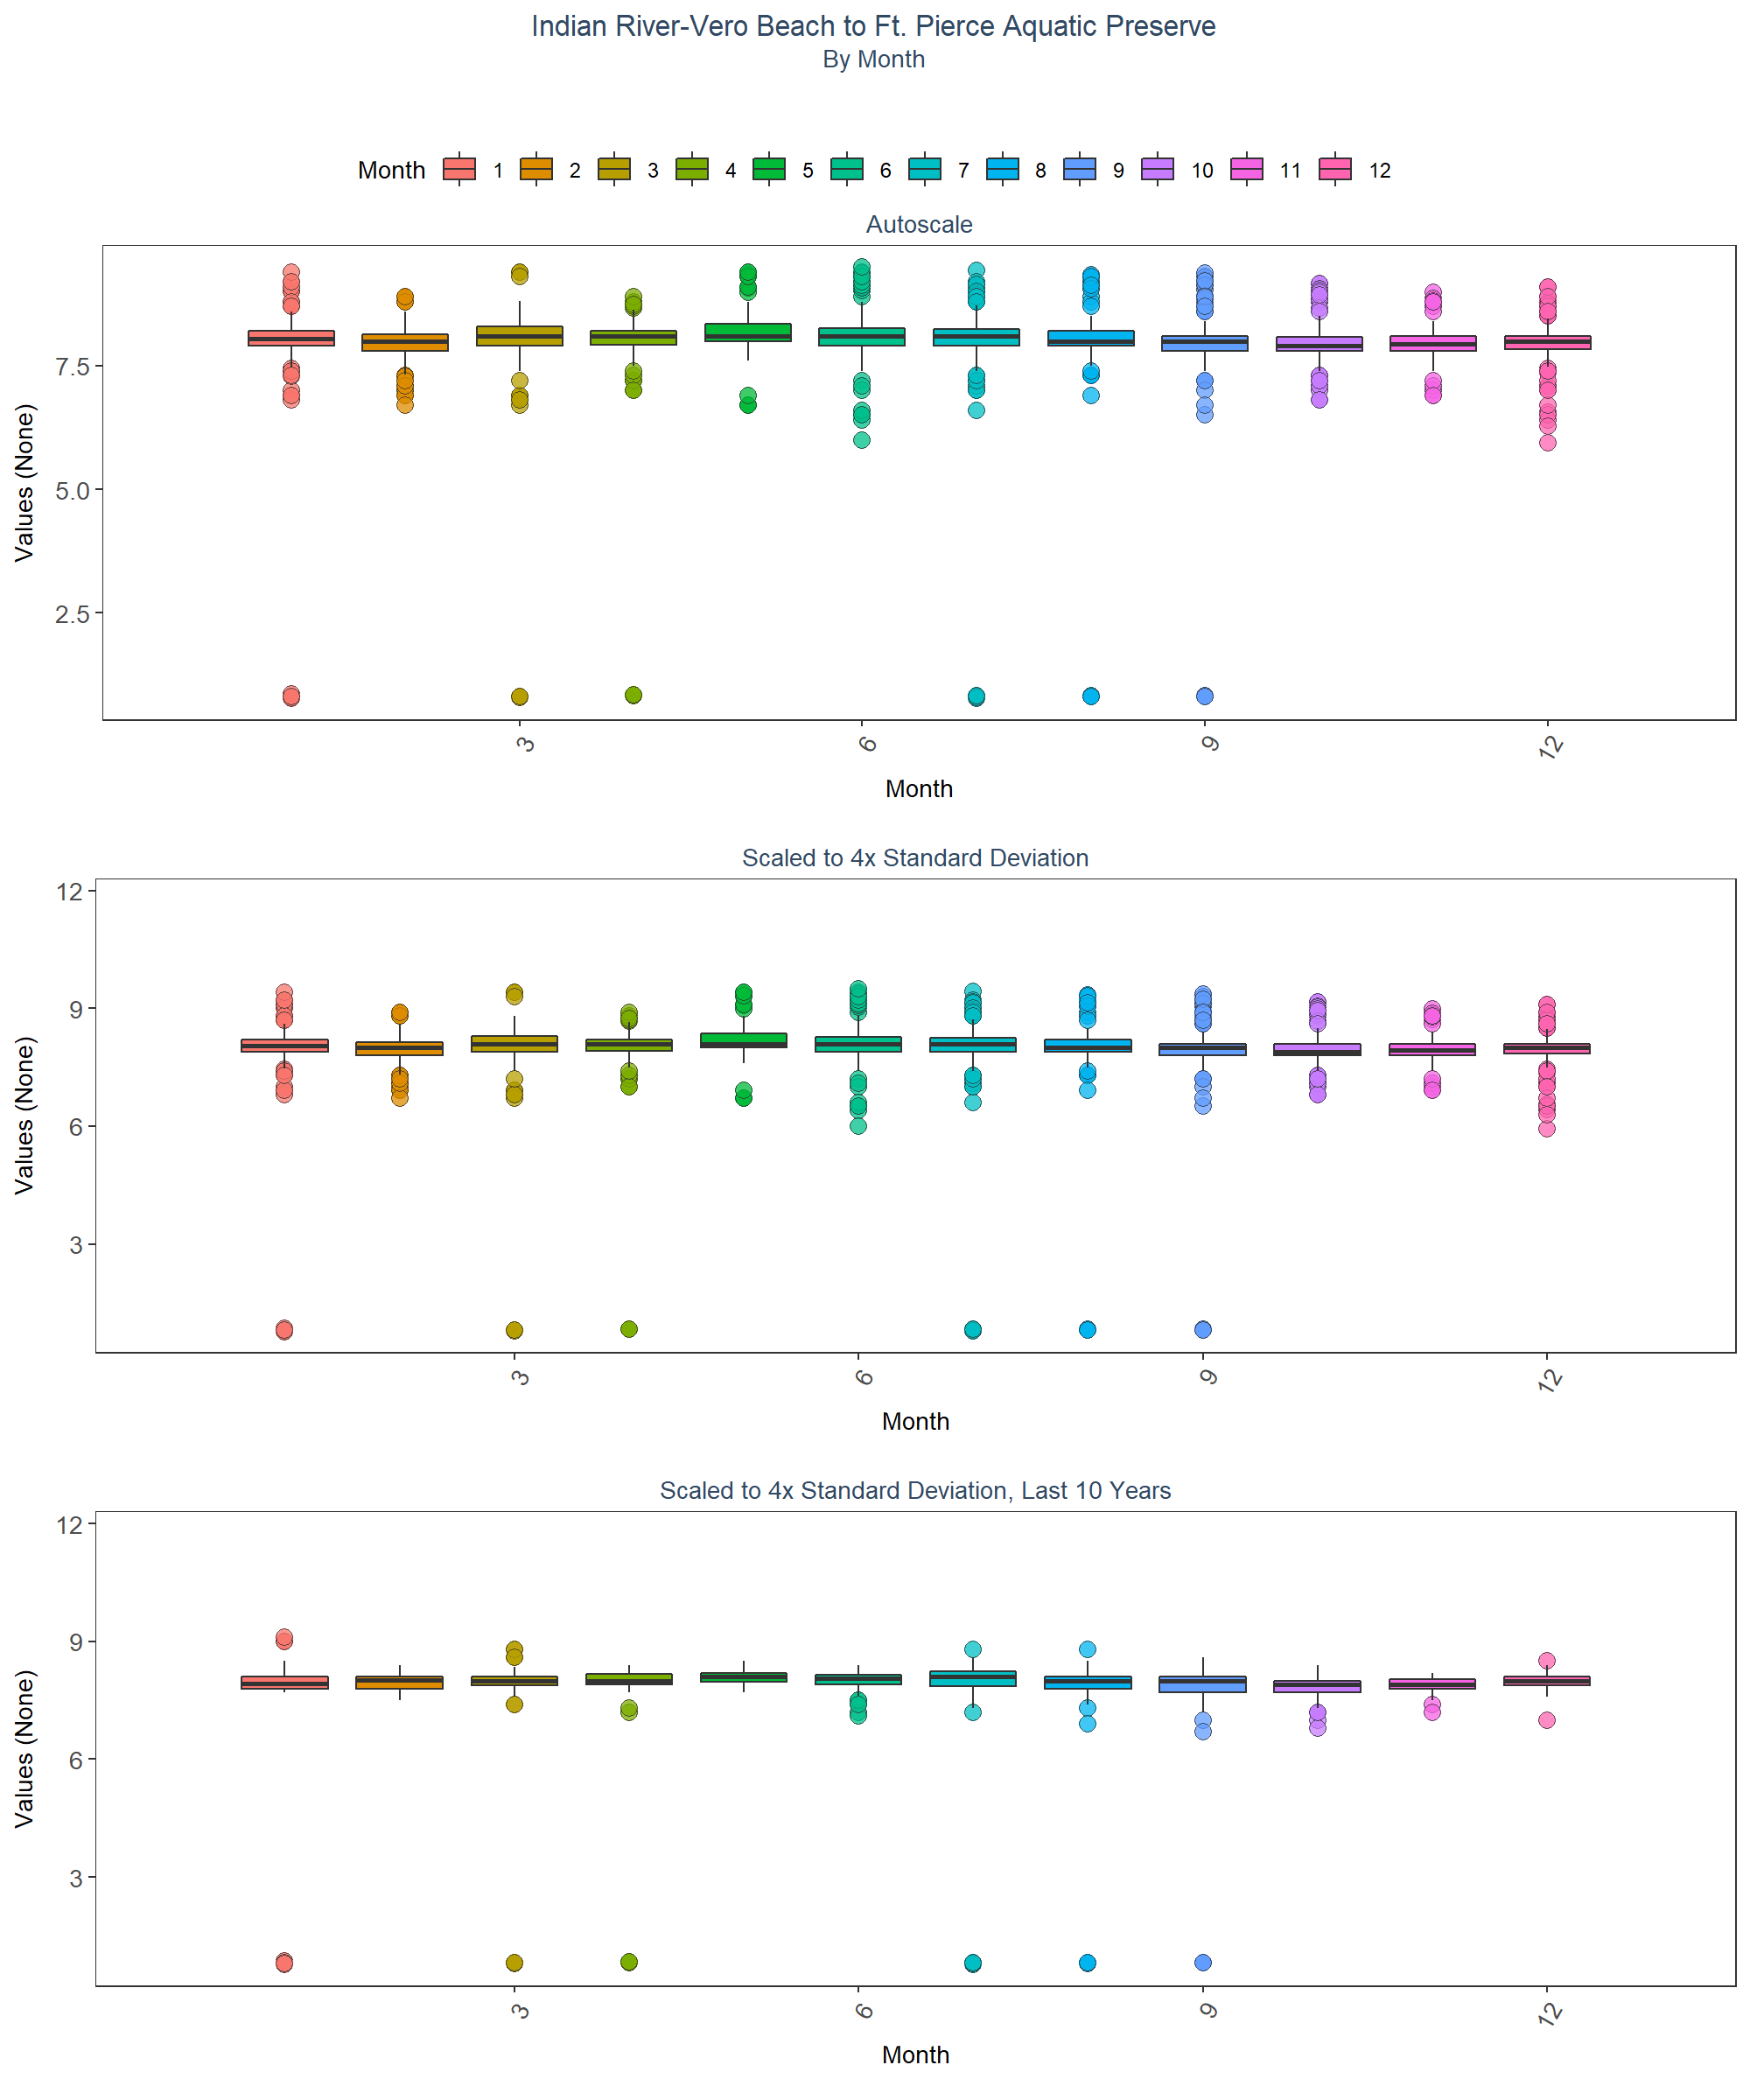 Indian River-Vero Beach to Ft. Pierce Aquatic Preserve
By Month
Month 1 2 3 4 5 6 7 8 9 10 11 12
Autoscale
Values (None)
7.5
5.0
2.5
3 6 9 12
Month
Scaled to 4x Standard Deviation
Values (None)
12
9
6
3
3 6 9 12
Month
Scaled to 4x Standard Deviation, Last 10 Years
Values (None)
12
9
6
3
3 6 9 12
Month